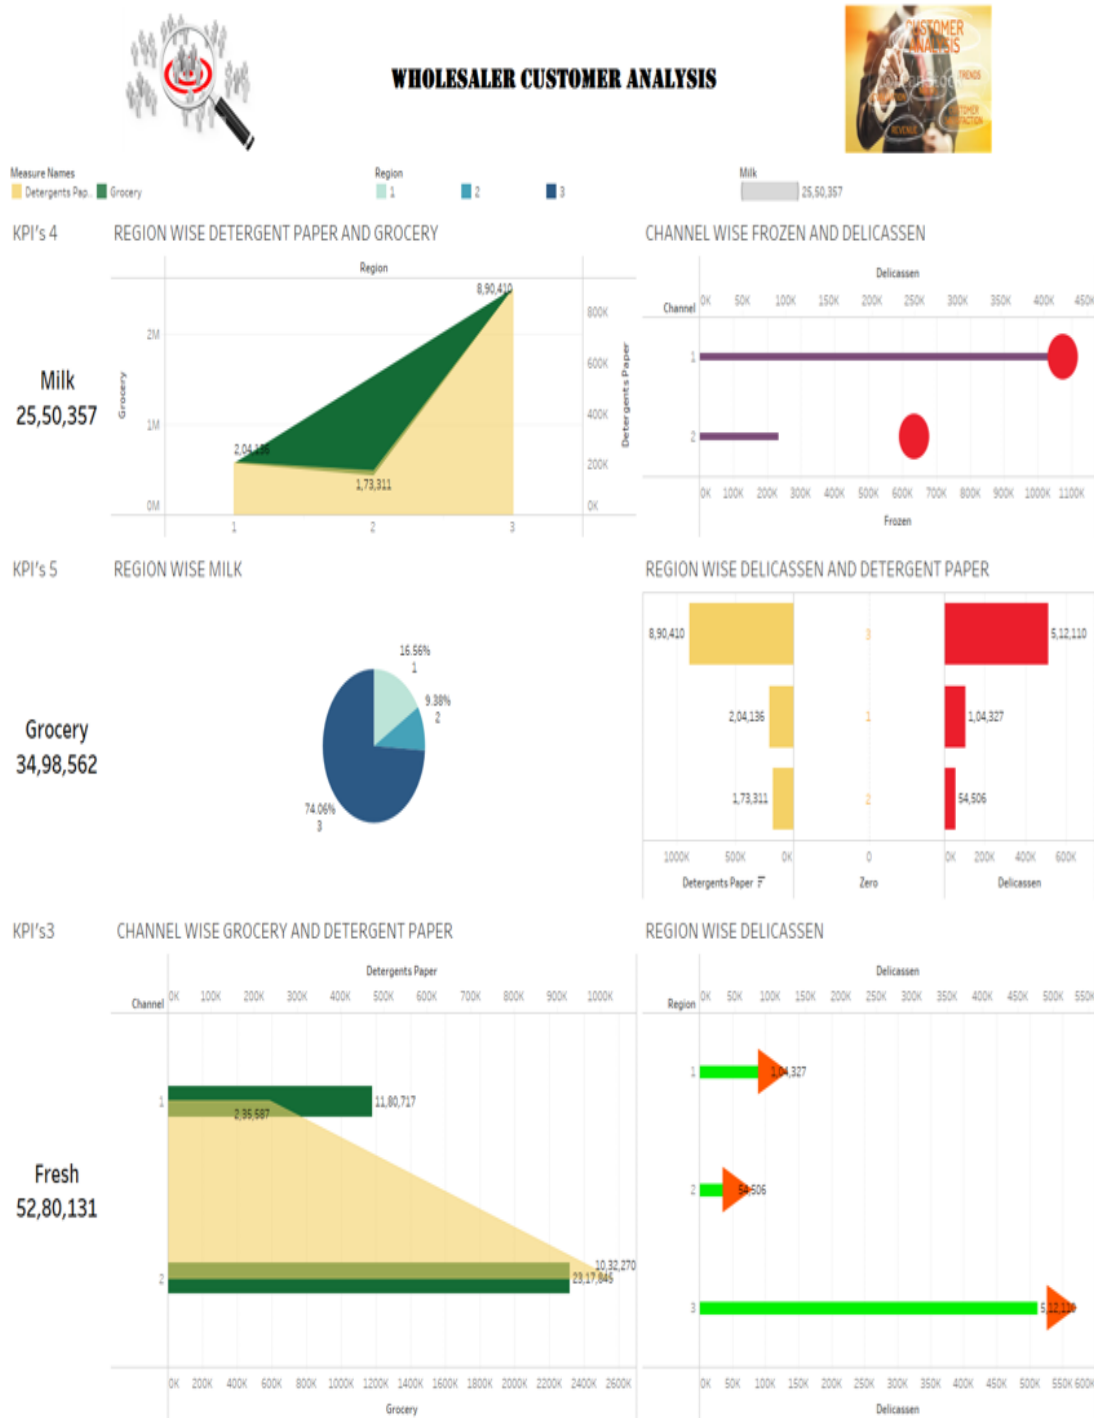 WHOLESALER CUSTOMER ANALYSIS
CUSTOMER
ANALYSIS
TRENDS
REVENUE
Measure Names
Detergents Pap.. Grocery
Region
1 2 3
Milk
25,50,357
KPI's 4
REGION WISE DETERGENT PAPER AND GROCERY
Milk
25,50,357
Region
Grocery
2M
1M
0M
8,90,410
2,04,136
1,73,311
800K
600K
400K
200K
0K
Detergents Paper
1 2 3
CHANNEL WISE FROZEN AND DELICASSEN
Delicassen
0K 50K 100K 150K 200K 250K 300K 350K 400K 450K
Channel
1
2
0K 100K 200K 300K 400K 500K 600K 700K 800K 900K 1000K 1100K
Frozen
KPI's 5
REGION WISE MILK
Grocery
34,98,562
16.56%
1
9.38%
2
74.06%
3
REGION WISE DELICASSEN AND DETERGENT PAPER
8,90,410 3 5,12,110
2,04,136 1 1,04,327
1,73,311 2 54,506
1000K 500K 0K 0 0K 200K 400K 600K
Detergents Paper Zero Delicassen
KPI's3
CHANNEL WISE GROCERY AND DETERGENT PAPER
Fresh
52,80,131
Detergents Paper
Channel
0K 100K 200K 300K 400K 500K 600K 700K 800K 900K 1000K
1
11,80,717
2,35,587
2
10,32,270
23,17,845
0K 200K 400K 600K 800K 1000K 1200K 1400K 1600K 1800K 2000K 2200K 2400K 2600K
Grocery
REGION WISE DELICASSEN
Delicassen
Region
0K 50K 100K 150K 200K 250K 300K 350K 400K 450K 500K 550K
1 1,04,327
2 54,506
3 5,12,110
0K 50K 100K 150K 200K 250K 300K 350K 400K 450K 500K 550K 600K
Delicassen